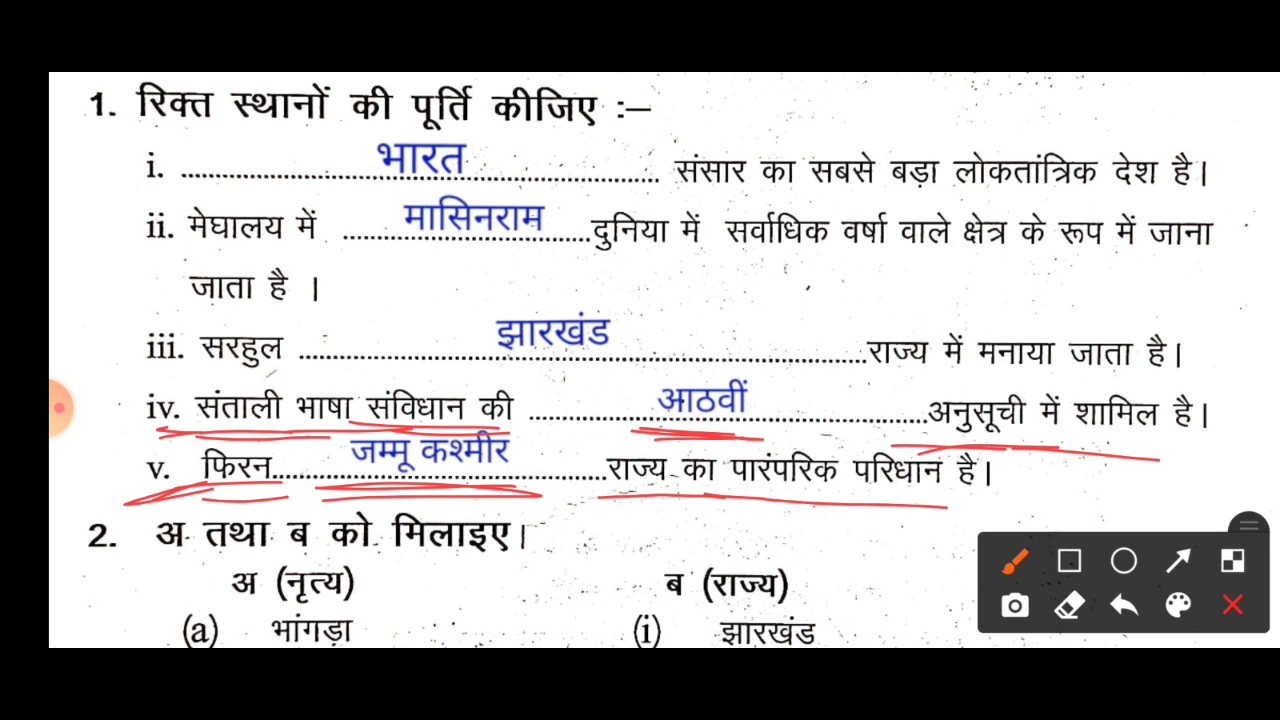 1. रिक्त स्थानों की पूर्ति कीजिए :–
i. .......... भारत .......... संसार का सबसे बड़ा लोकतांत्रिक देश है।
ii. मेघालय में .......... मासिनराम ..........दुनिया में सर्वाधिक वर्षा वाले क्षेत्र के रूप में जाना
जाता है ।
iii. सरहुल .......... झारखंड ..........राज्य में मनाया जाता है।
iv. संताली भाषा संविधान की .......... आठवीं ..........अनुसूची में शामिल है।
v. फिरन.......... जम्मू कश्मीर ..........राज्य का पारंपरिक परिधान है।
2. अ तथा ब को मिलाइए।
अ (नृत्य) ब (राज्य)
(a) भांगड़ा (i) झारखंड